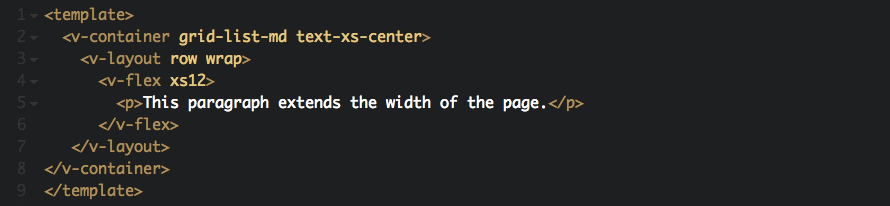 1 <template>
2 <v-container grid-list-md text-xs-center>
3 <v-layout row wrap>
4 <v-flex xs12>
5 <p>This paragraph extends the width of the page.</p>
6 </v-flex>
7 </v-layout>
8 </v-container>
9 </template>